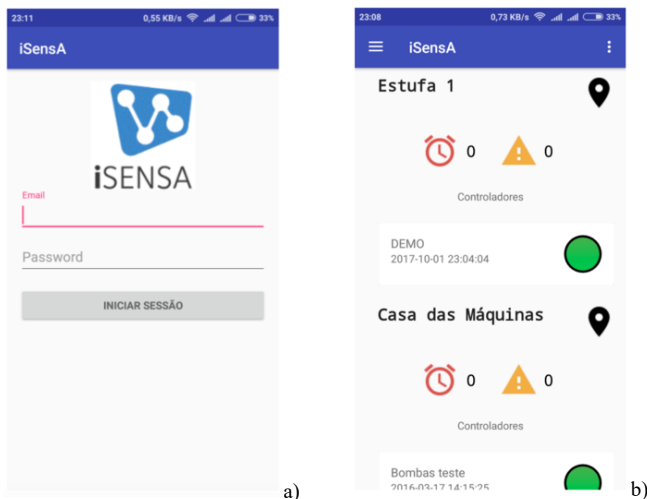 23:11 0,55 KB/s 33%
iSensA
iSENSA
Email
Password
INICIAR SESSÃO
a)
23:08 0,73 KB/s 33%
iSensA
Estufa 1
0 0
Controladores
DEMO
2017-10-01 23:04:04
Casa das Máquinas
0 0
Controladores
Bombas teste
2016-03-17 14:15:25
b)